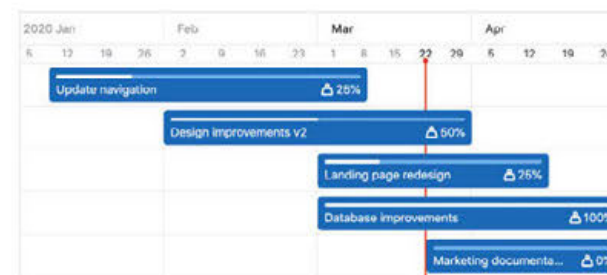 2020 Jan Feb Mar Apr
5 12 19 26 2 9 16 23 1 8 15 22 29 5 12 19
Update navigation 25%
Design improvements v2 50%
Landing page redesign 25%
Database improvements 100%
Marketing documenta... 0%